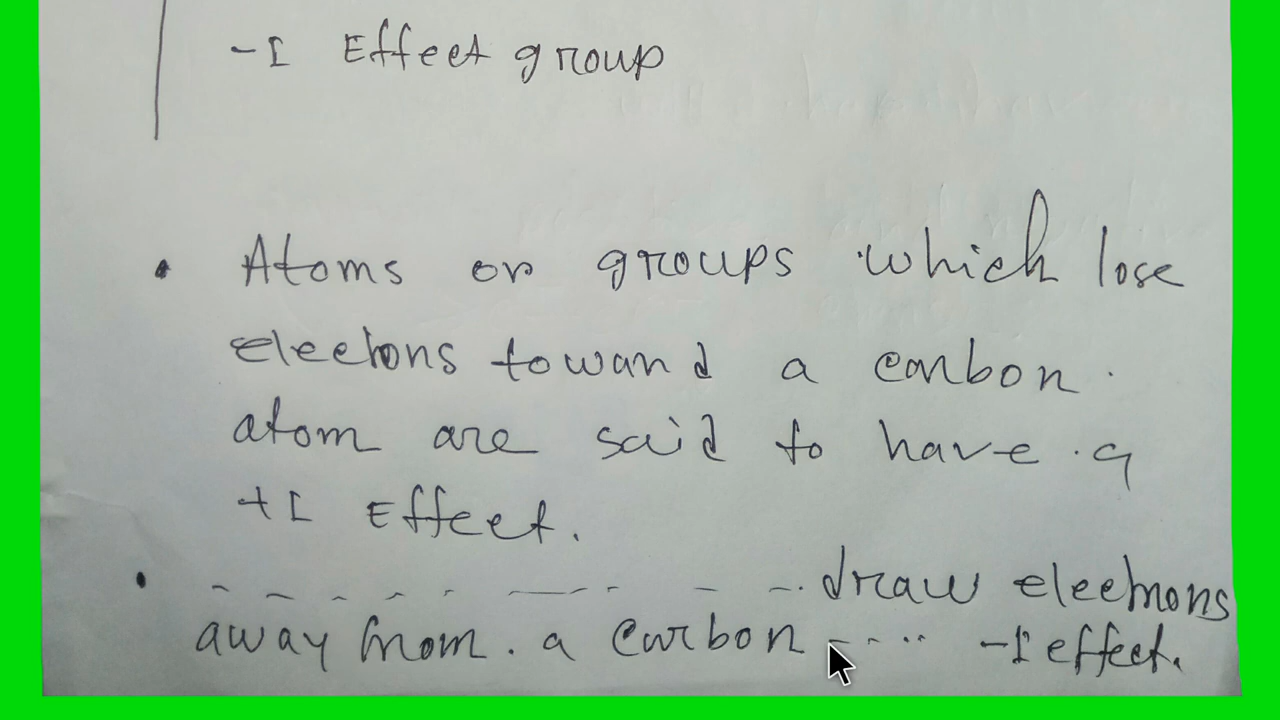 -I Effect group
• Atoms or groups which lose
electrons toward a carbon.
atom are said to have a
+I Effect.
• - - - - - - - - - draw electrons
away from. a carbon - - - - -I effect.